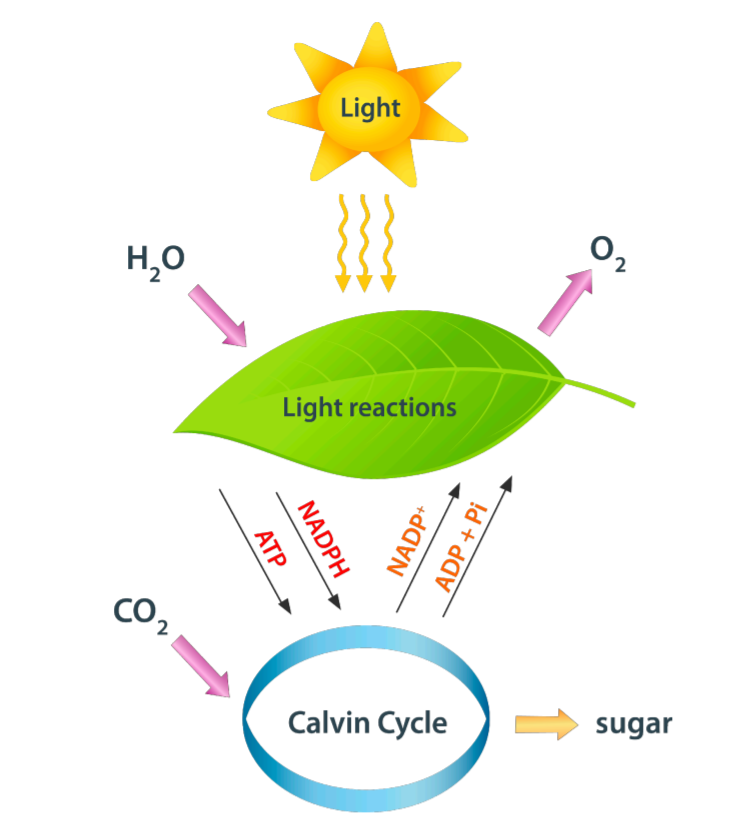 Light
H₂O
O₂
Light reactions
ATP
NADPH
NADP⁺
ADP + Pi
CO₂
Calvin Cycle
sugar